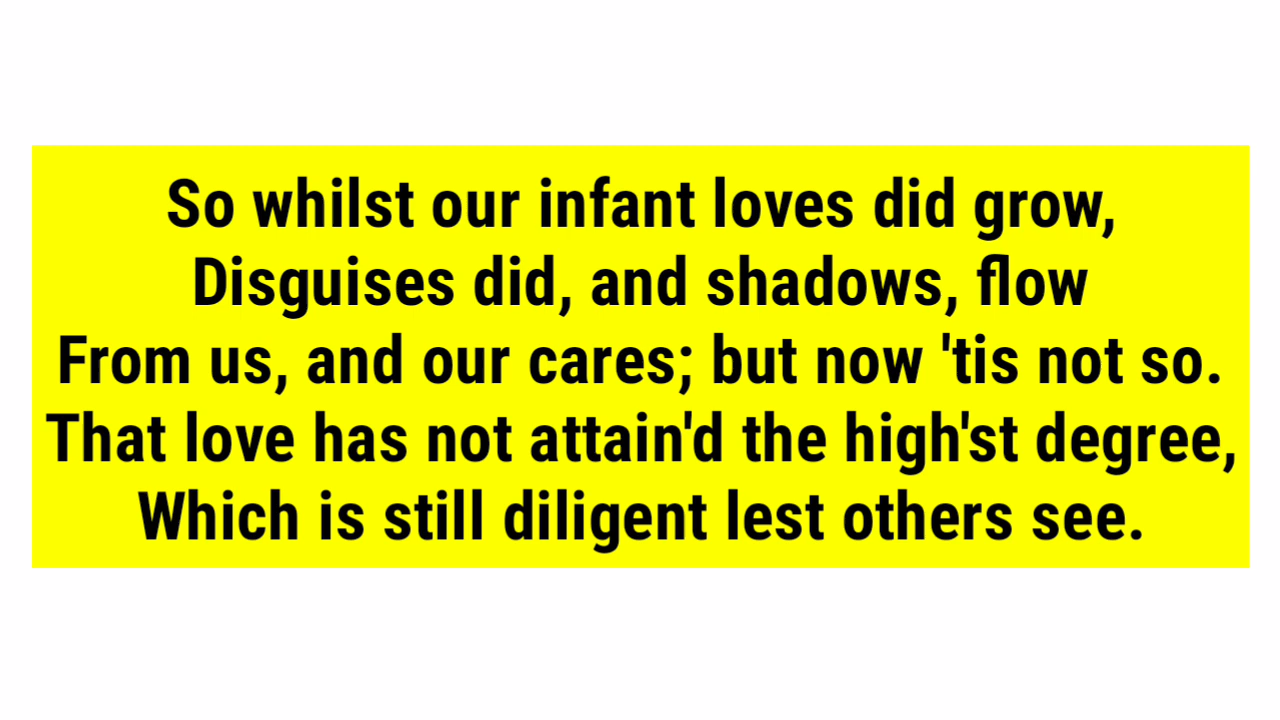 So whilst our infant loves did grow,
Disguises did, and shadows, flow
From us, and our cares; but now 'tis not so.
That love has not attain'd the high'st degree,
Which is still diligent lest others see.